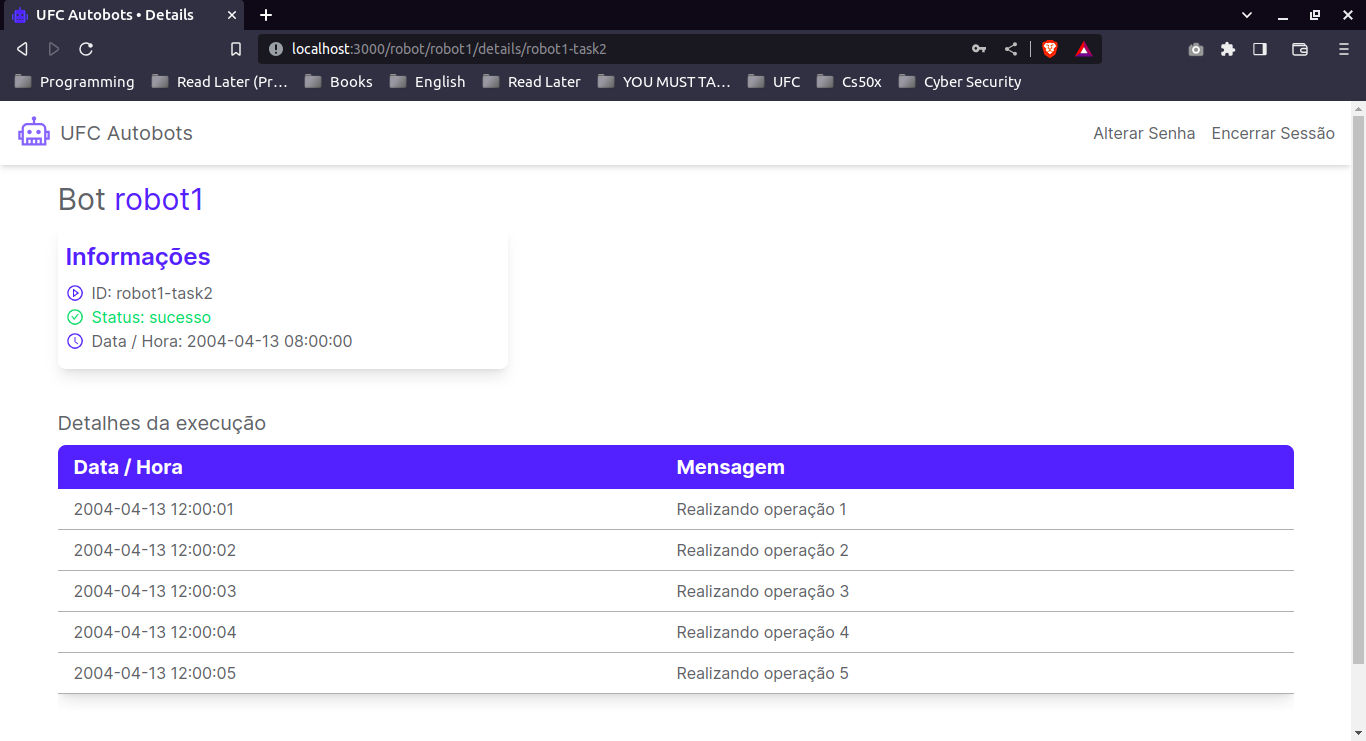 UFC Autobots • Details
localhost:3000/robot/robot1/details/robot1-task2
Programming Read Later (Pr... Books English Read Later YOU MUST TA... UFC Cs50x Cyber Security
UFC Autobots Alterar Senha Encerrar Sessão
Bot robot1
Informações
ID: robot1-task2
Status: sucesso
Data / Hora: 2004-04-13 08:00:00
Detalhes da execução
Data / Hora Mensagem
2004-04-13 12:00:01 Realizando operação 1
2004-04-13 12:00:02 Realizando operação 2
2004-04-13 12:00:03 Realizando operação 3
2004-04-13 12:00:04 Realizando operação 4
2004-04-13 12:00:05 Realizando operação 5